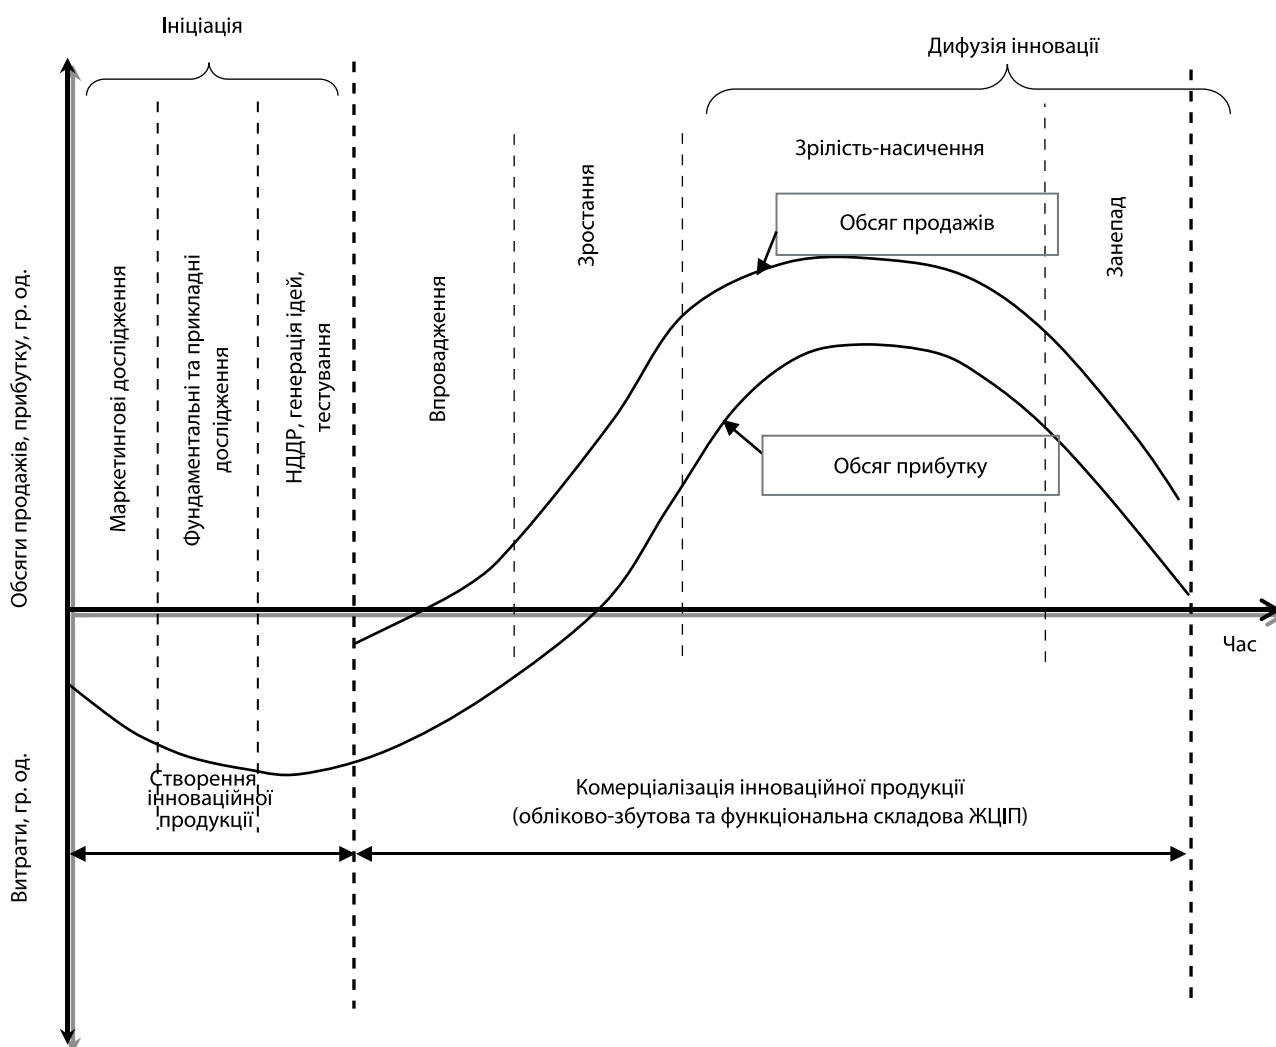 Ініціація
Дифузія інновації
Зрілість-насичення
Обсяг продажів
Зростання
Занепад
Обсяги продажів, прибутку, гр. од.
Маркетингові дослідження
Фундаментальні та прикладні
дослідження
НДДР, генерація ідей,
тестування
Впровадження
Обсяг прибутку
Час
Витрати, гр. од.
Створення
інноваційної
продукції
Комерціалізація інноваційної продукції
(обліково-збутова та функціональна складова ЖЦІП)